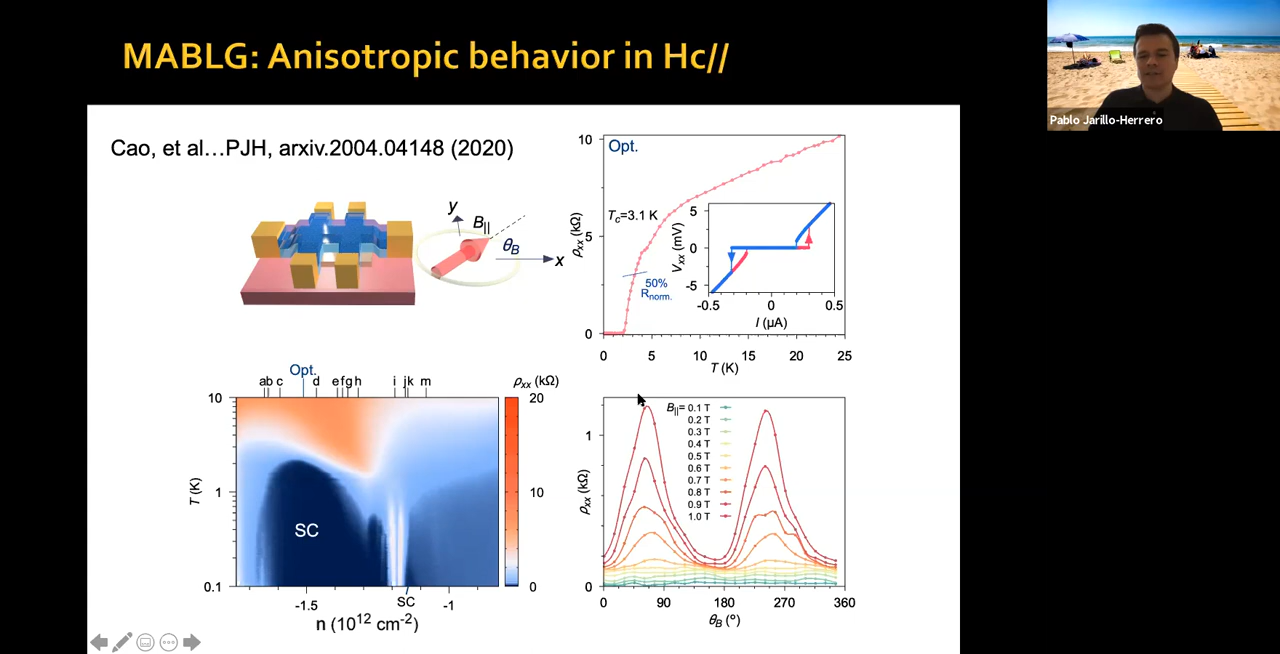 MABLG: Anisotropic behavior in Hc//
Pablo Jarillo-Herrero
Cao, et al…PJH, arxiv.2004.04148 (2020)
y
B||
θB
x
10
5
0
ρxx (kΩ)
Opt.
Tc=3.1 K
50%
Rnorm.
5
0
-5
Vxx (mV)
-0.5
0
0.5
I (µA)
0
5
10
15
20
25
T (K)
Opt.
ab c d e f g h i jk m
10
1
0.1
T (K)
SC
SC
-1.5
-1
n (10¹² cm⁻²)
ρxx (kΩ)
20
10
0
1
0
ρxx (kΩ)
B||= 0.1 T
0.2 T
0.3 T
0.4 T
0.5 T
0.6 T
0.7 T
0.8 T
0.9 T
1.0 T
0
90
180
270
360
θB (°)